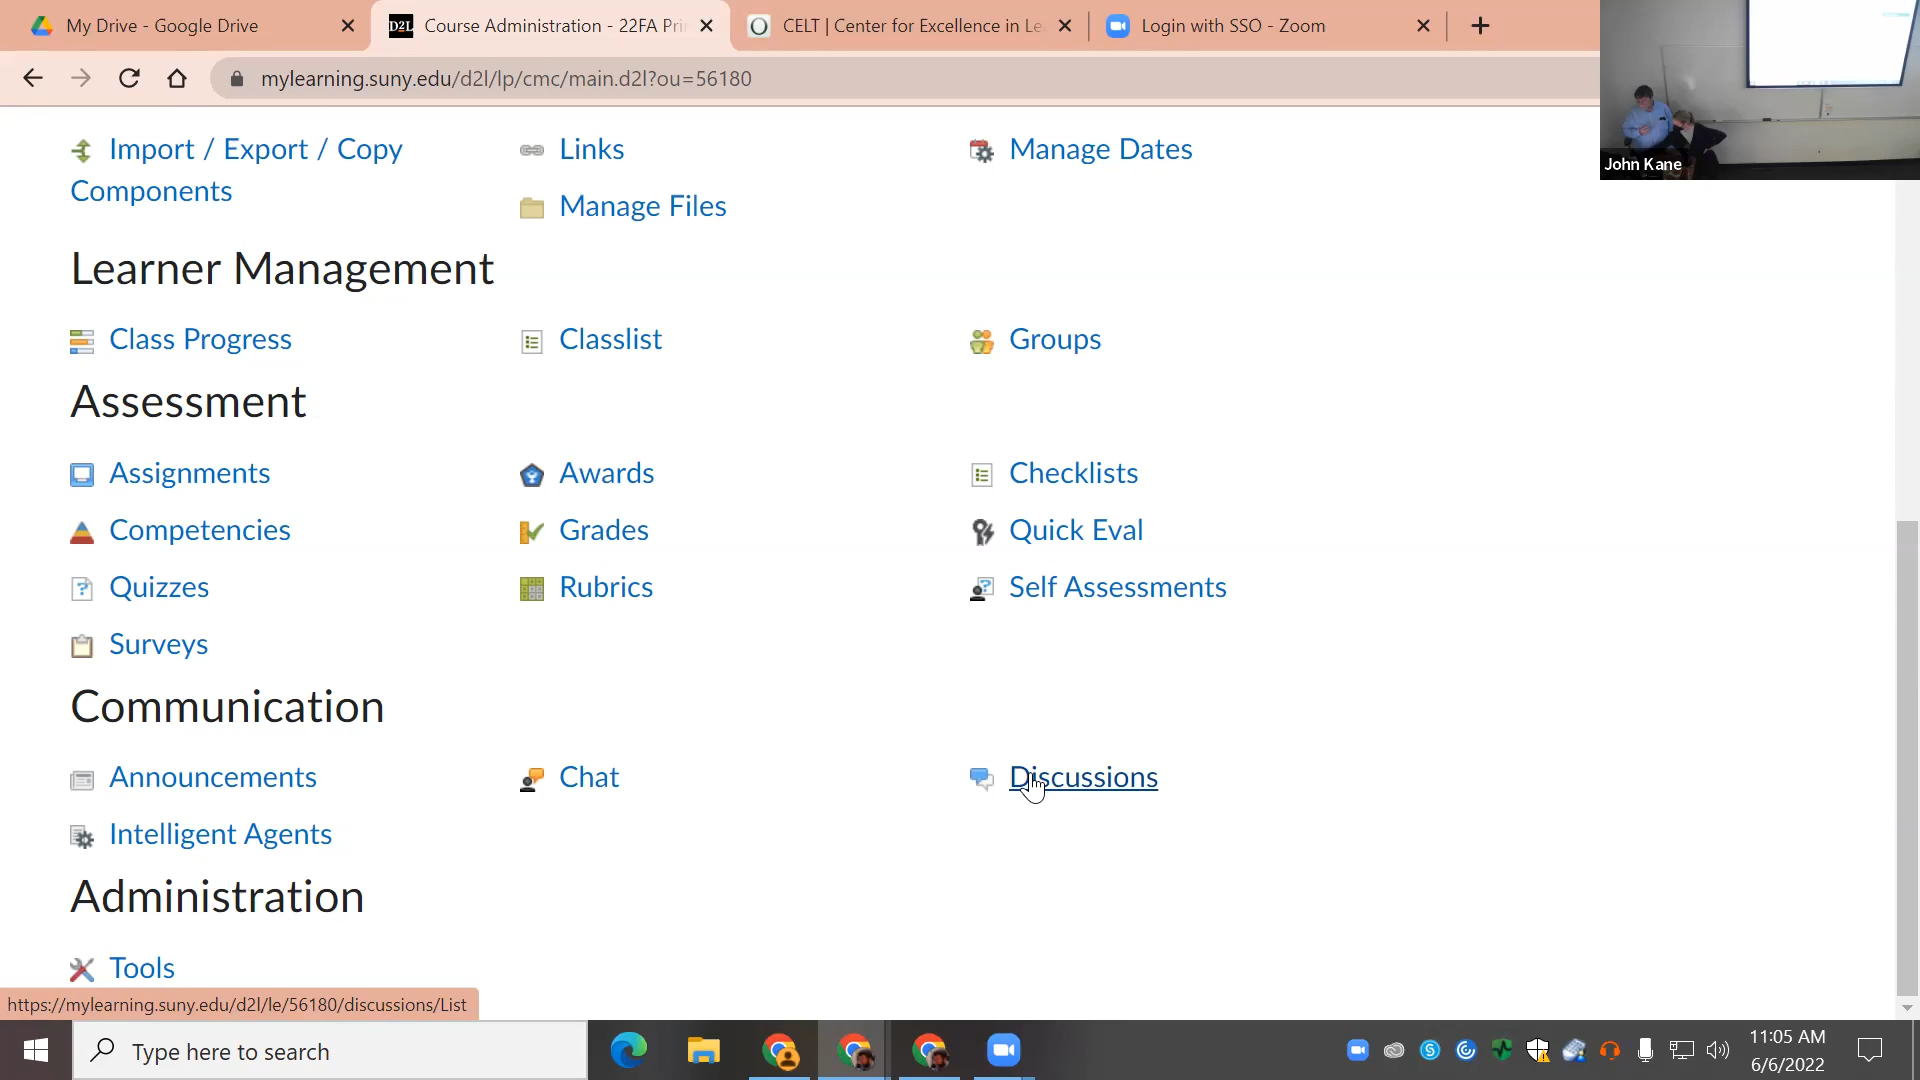 My Drive - Google Drive
D2L Course Administration - 22FA Pri
CELT | Center for Excellence in Le
Login with SSO - Zoom
mylearning.suny.edu/d2l/lp/cmc/main.d2l?ou=56180
John Kane
Import / Export / Copy Components
Links
Manage Dates
Manage Files
Learner Management
Class Progress
Classlist
Groups
Assessment
Assignments
Awards
Checklists
Competencies
Grades
Quick Eval
Quizzes
Rubrics
Self Assessments
Surveys
Communication
Announcements
Chat
Discussions
Intelligent Agents
Administration
Tools
https://mylearning.suny.edu/d2l/le/56180/discussions/List
Type here to search
11:05 AM
6/6/2022